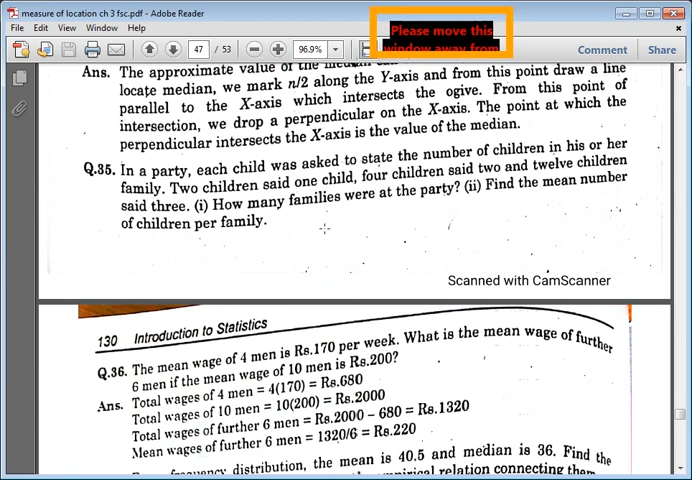 measure of location ch 3 fsc.pdf - Adobe Reader
File Edit View Window Help
47 / 53
96.9%
Comment
Share
Please move this
window away from
Ans. The approximate value of the
locate median, we mark n/2 along the Y-axis and from this point draw a line
parallel to the X-axis which intersects the ogive. From this point of
intersection, we drop a perpendicular on the X-axis. The point at which the
perpendicular intersects the X-axis is the value of the median.
Q.35. In a party, each child was asked to state the number of children in his or her
family. Two children said one child, four children said two and twelve children
said three. (i) How many families were at the party? (ii) Find the mean number
of children per family.
Scanned with CamScanner
130 Introduction to Statistics
Q.36. The mean wage of 4 men is Rs.170 per week. What is the mean wage of further
6 men if the mean wage of 10 men is Rs.200?
Ans. Total wages of 4 men = 4(170) = Rs.680
Total wages of 10 men = 10(200) = Rs.2000
Total wages of further 6 men = Rs.2000 – 680 = Rs.1320
Mean wages of further 6 men = 1320/6 = Rs.220
frequency distribution, the mean is 40.5 and median is 36. Find the
empirical relation connecting them